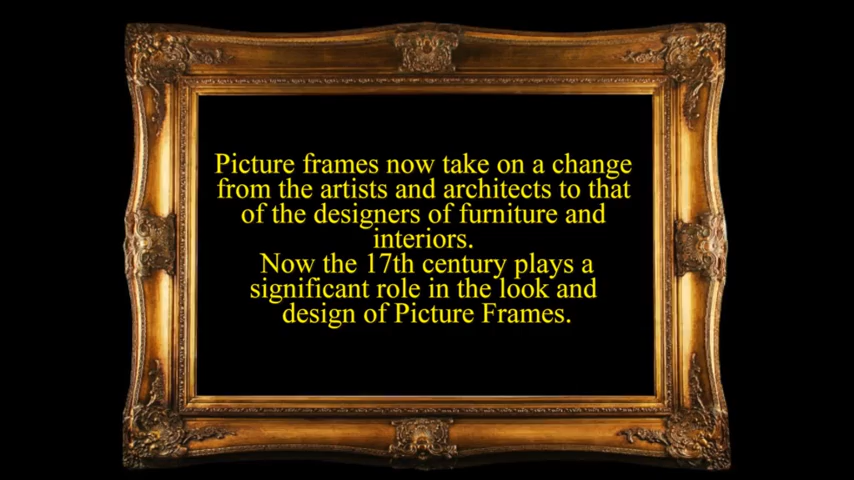 Picture frames now take on a change
from the artists and architects to that
of the designers of furniture and
interiors.
Now the 17th century plays a
significant role in the look and
design of Picture Frames.